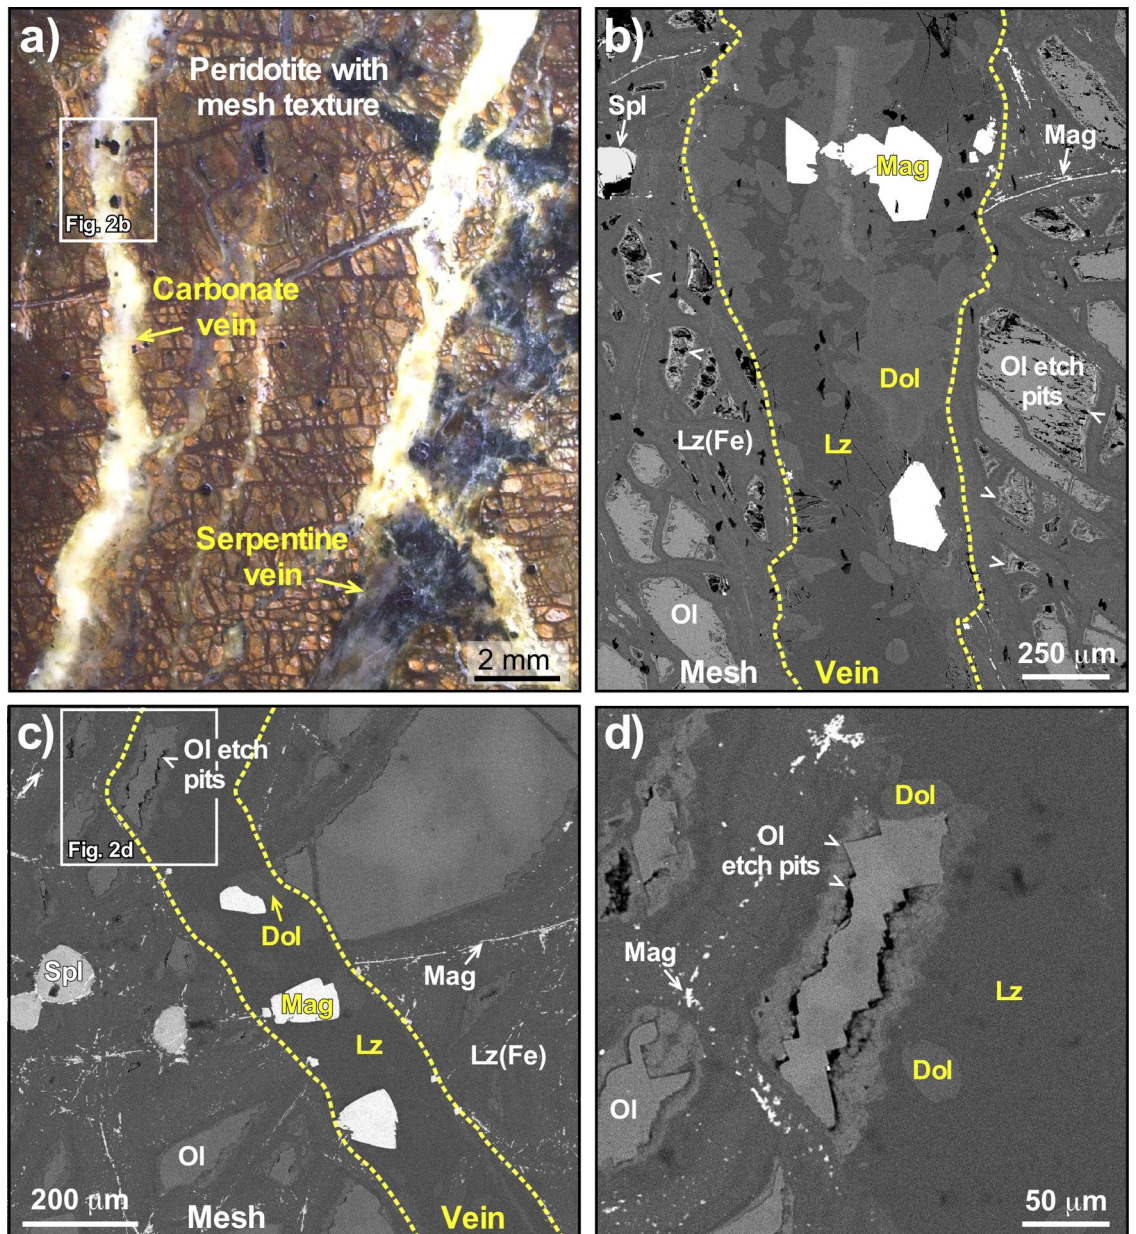 a)
Peridotite with
mesh texture
Fig. 2b
Carbonate
vein
Serpentine
vein
2 mm
b)
Spl
Mag
Mag
Ol etch
pits
Dol
Lz(Fe)
Lz
Ol
Mesh
Vein
250 μm
c)
Ol etch
pits
Fig. 2d
Dol
Spl
Mag
Mag
Lz
Lz(Fe)
Ol
200 μm
Mesh
Vein
d)
Dol
Ol
etch pits
Mag
Lz
Dol
Ol
50 μm